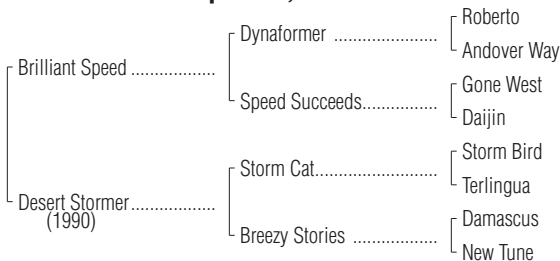 Roberto
Dynaformer ....................
Andover Way
Brilliant Speed .................
Gone West
Speed Succeeds................
Daijin
Storm Bird
Storm Cat.........................
Terlingua
Desert Stormer.................
(1990)
Damascus
Breezy Stories .................
New Tune